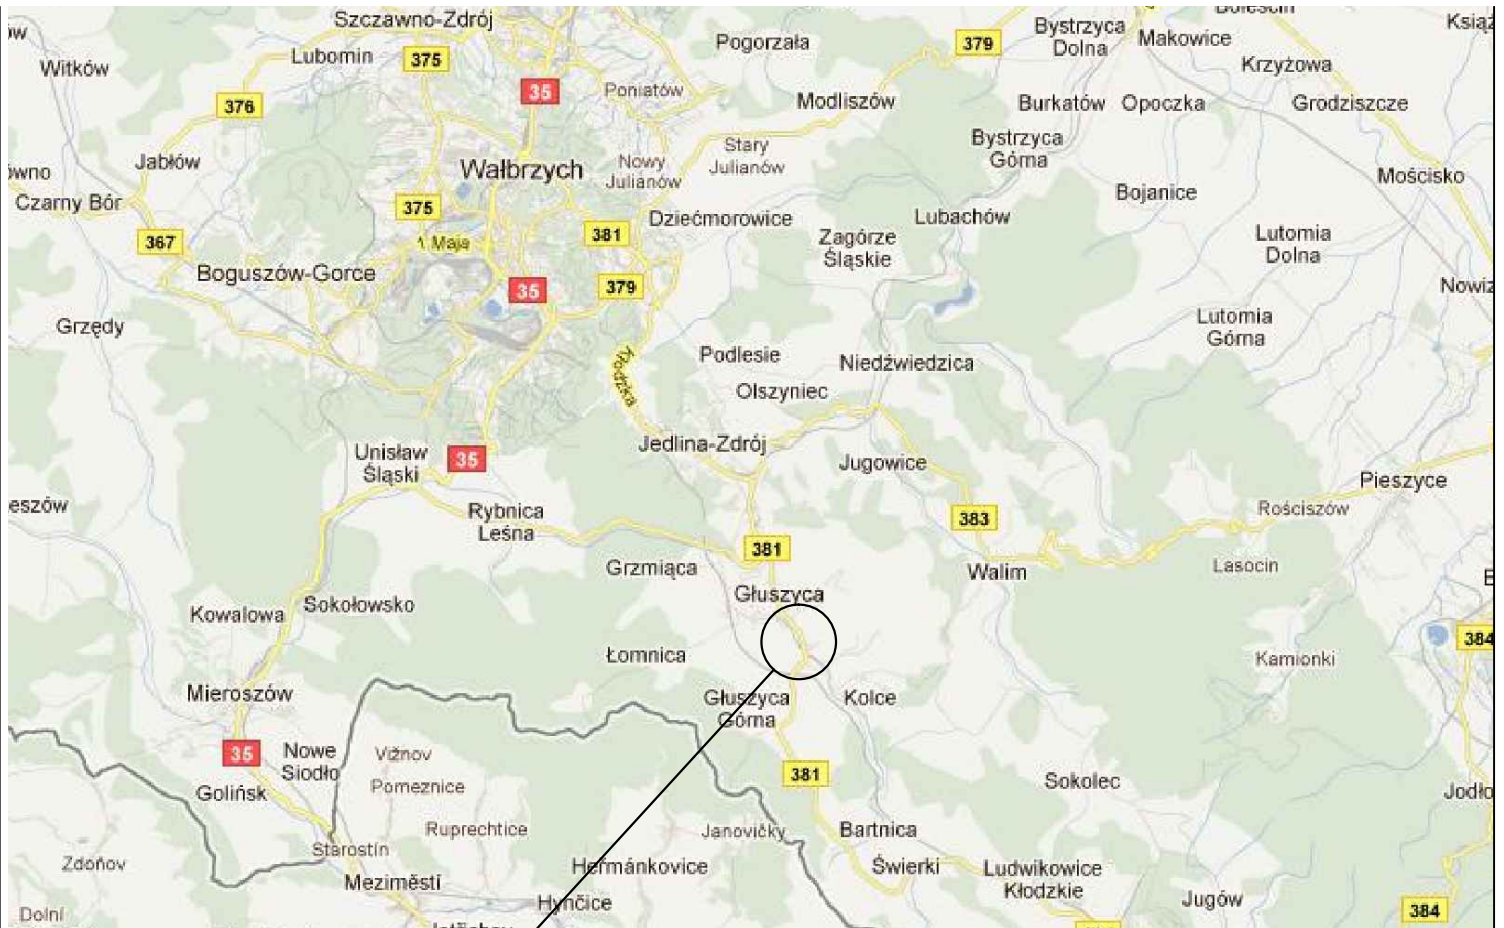 Szczawno-Zdrój
Lubomin
375
Witków
376
35
Pogorzała
379
Bystrzyca
Dolna
Makowice
Krzyżowa
Poniatów
Modliszów
Burkatów
Opoczka
Grodziszcze
Jabłów
Wałbrzych
Nowy
Julianów
Stary
Julianów
Bystrzyca
Górna
Mościsko
Czarny Bór
375
Dziećmorowice
Lubachów
Bojanice
367
1 Maja
381
Zagórze
Śląskie
Lutomia
Dolna
Boguszów-Gorce
35
379
Grzędy
Lutomia
Górna
Podlesie
Niedźwiedzica
Olszyniec
Unisław
Śląski
35
Jedlina-Zdrój
Jugowice
Pieszyce
Rybnica
Leśna
383
Rościszów
381
Grzmiąca
Walim
Lasocin
Głuszyca
Kowalowa
Sokołowsko
384
Łomnica
Kamionki
Mieroszów
Głuszyca
Górna
Kolce
35
Nowe
Siodło
Vižnov
381
Golińsk
Pomeznice
Sokolec
Ruprechtice
Janovičky
Bartnica
Starostín
Zdoňov
Heřmánkovice
Świerki
Ludwikowice
Kłodzkie
Meziměstí
Hynčice
Jugów
384
Dolní